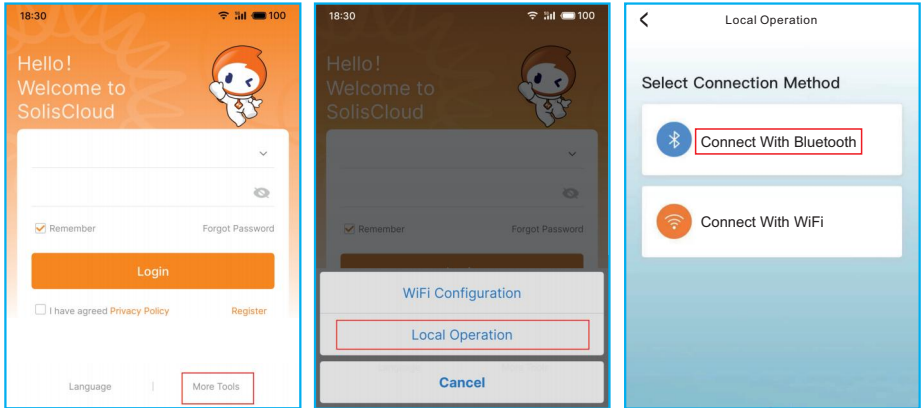 18:30
100
Hello!
Welcome to
SolisCloud
Remember
Forgot Password
Login
I have agreed Privacy Policy
Register
Language
More Tools
18:30
100
Hello!
Welcome to
SolisCloud
Remember
Forgot Password
WiFi Configuration
Local Operation
Cancel
Local Operation
Select Connection Method
Connect With Bluetooth
Connect With WiFi